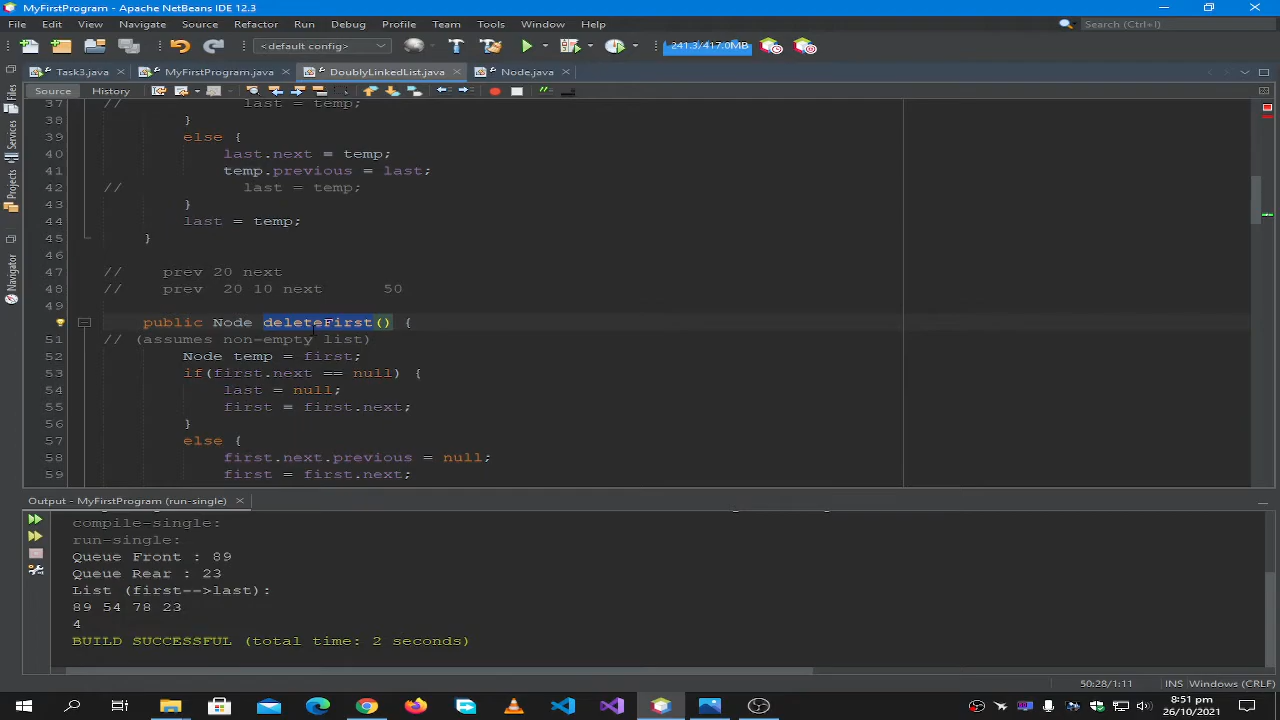 MyFirstProgram - Apache NetBeans IDE 12.3
File Edit View Navigate Source Refactor Run Debug Profile Team Tools Window Help
Search (Ctrl+I)
<default config>
241.3/417.0MB
Task3.java MyFirstProgram.java DoublyLinkedList.java Node.java
Source History
Files
Services
Projects
Navigator
37 // last = temp;
38 }
39 else {
40 last.next = temp;
41 temp.previous = last;
42 // last = temp;
43 }
44 last = temp;
45 }
46
47 // prev 20 next
48 // prev 20 10 next 50
49
public Node deleteFirst() {
51 // (assumes non-empty list)
52 Node temp = first;
53 if(first.next == null) {
54 last = null;
55 first = first.next;
56 }
57 else {
58 first.next.previous = null;
59 first = first.next;
Output - MyFirstProgram (run-single)
compile-single:
run-single:
Queue Front : 89
Queue Rear : 23
List (first-->last):
89 54 78 23
4
BUILD SUCCESSFUL (total time: 2 seconds)
50:28/1:11 INS Windows (CRLF)
8:51 pm
26/10/2021